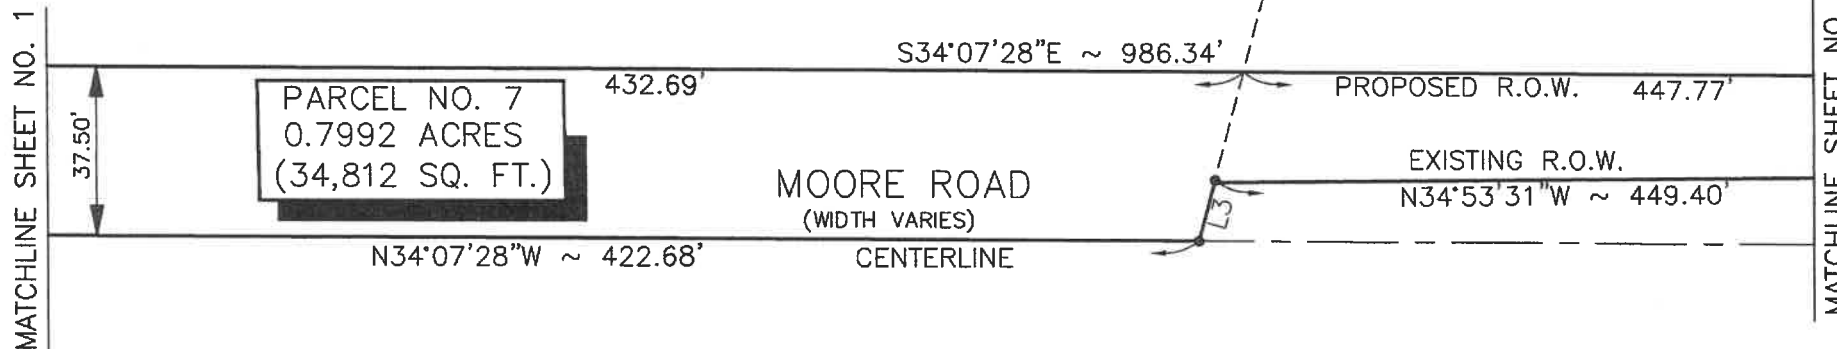 MATCHLINE SHEET NO. 1
S34°07'28"E ~ 986.34'
432.69'
PROPOSED R.O.W.
447.77'
37.50'
PARCEL NO. 7
0.7992 ACRES
(34,812 SQ. FT.)
MOORE ROAD
(WIDTH VARIES)
EXISTING R.O.W.
N34°53'31"W ~ 449.40'
L3
N34°07'28"W ~ 422.68'
CENTERLINE
MATCHLINE SHEET NO